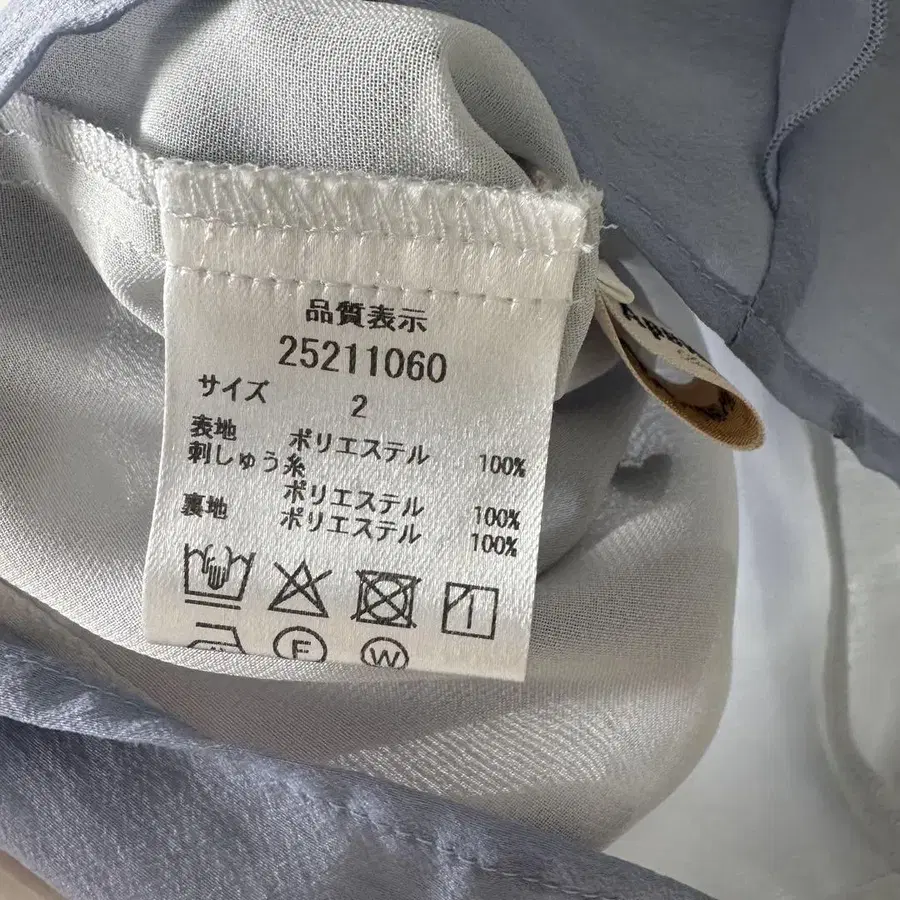 品質表示
25211060
サイズ 2
表地 ポリエステル 100%
刺しゅう糸
ポリエステル 100%
裏地 ポリエステル 100%
F W